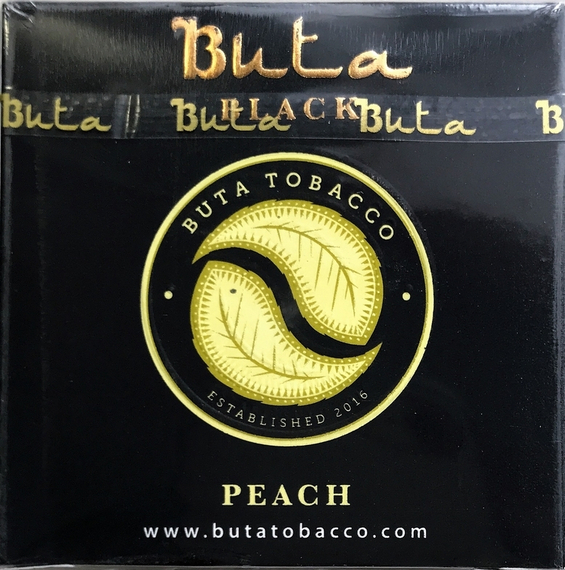 Buta
BLACK
Buta Buta Buta B
BUTA TOBACCO
ESTABLISHED 2016
PEACH
www.butatobacco.com